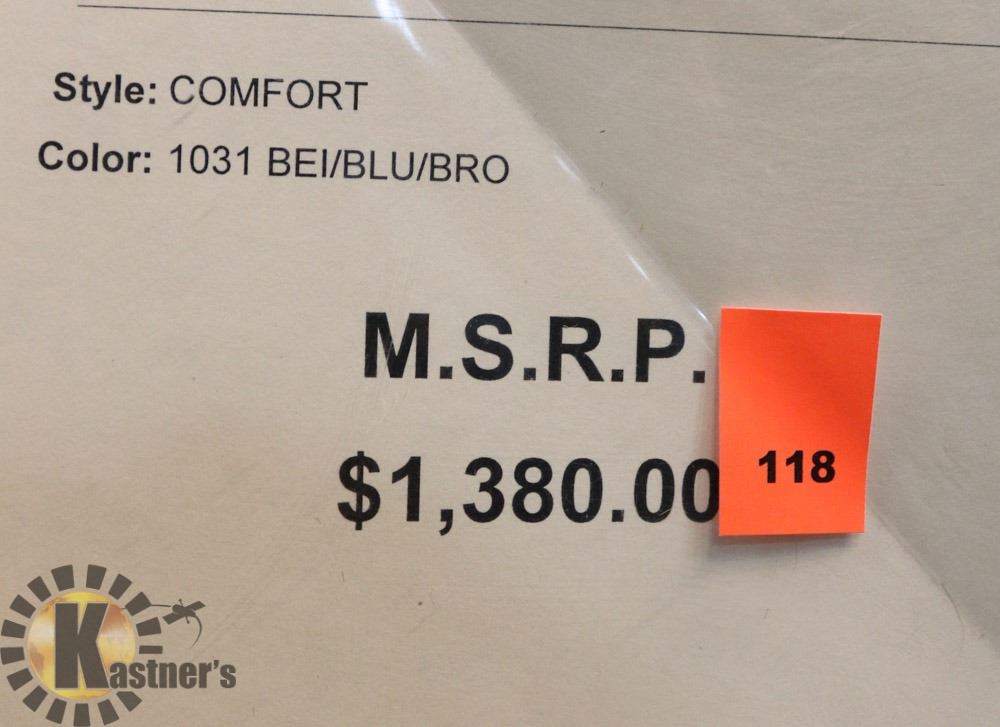 Style: COMFORT
Color: 1031 BEI/BLU/BRO
M.S.R.P.
$1,380.00
118
Kastner's